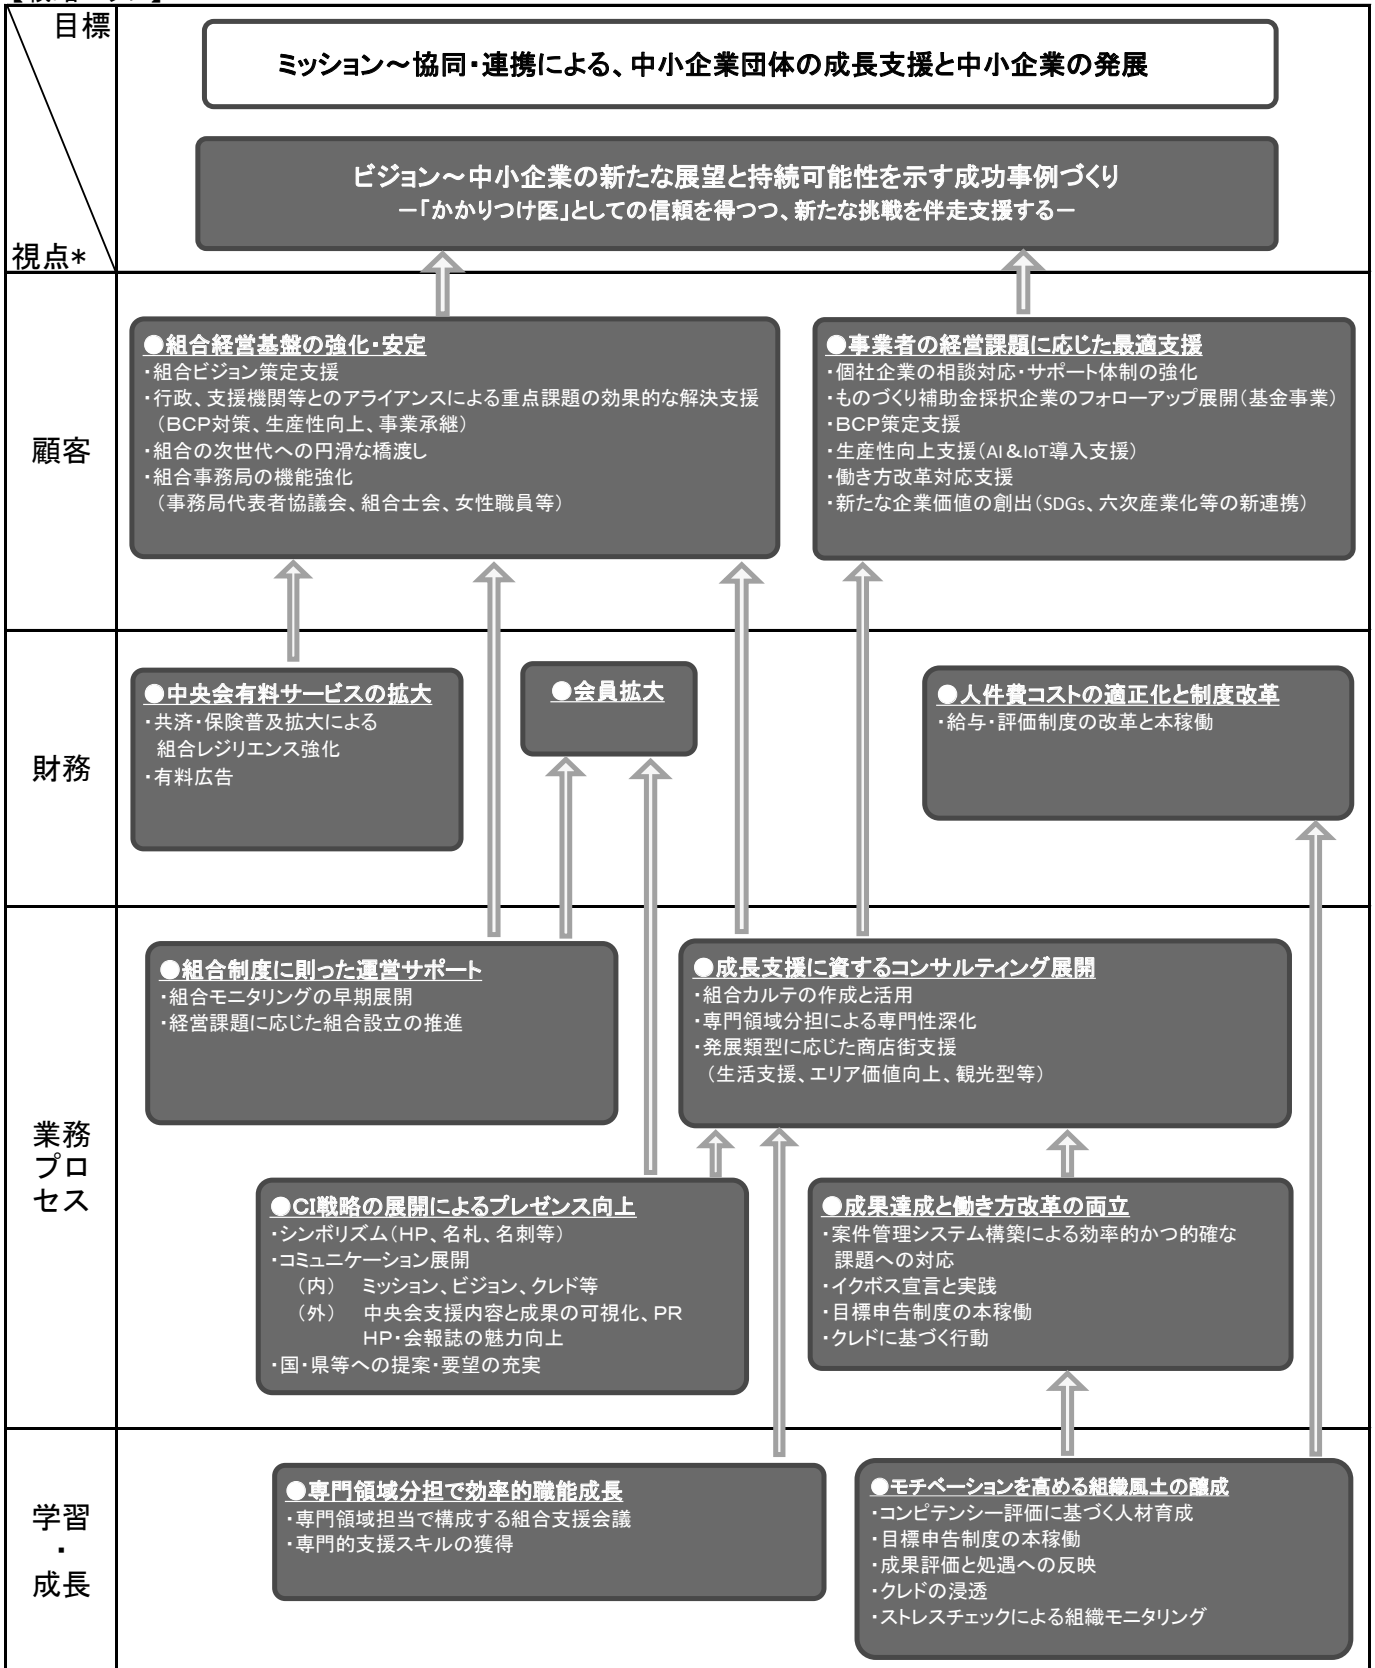 目標
視点*
ミッション～協同・連携による、中小企業団体の成長支援と中小企業の発展
ビジョン～中小企業の新たな展望と持続可能性を示す成功事例づくり
－「かかりつけ医」としての信頼を得つつ、新たな挑戦を伴走支援する－
顧客
●組合経営基盤の強化・安定
・組合ビジョン策定支援
・行政、支援機関等とのアライアンスによる重点課題の効果的な解決支援
（BCP対策、生産性向上、事業承継）
・組合の次世代への円滑な橋渡し
・組合事務局の機能強化
（事務局代表者協議会、組合士会、女性職員等）
●事業者の経営課題に応じた最適支援
・個社企業の相談対応・サポート体制の強化
・ものづくり補助金採択企業のフォローアップ展開（基金事業）
・BCP策定支援
・生産性向上支援（AI＆IoT導入支援）
・働き方改革対応支援
・新たな企業価値の創出（SDGs、六次産業化等の新連携）
財務
●中央会有料サービスの拡大
・共済・保険普及拡大による
組合レジリエンス強化
・有料広告
●会員拡大
●人件費コストの適正化と制度改革
・給与・評価制度の改革と本稼働
業務
プロ
セス
●組合制度に則った運営サポート
・組合モニタリングの早期展開
・経営課題に応じた組合設立の推進
●成長支援に資するコンサルティング展開
・組合カルテの作成と活用
・専門領域分担による専門性深化
・発展類型に応じた商店街支援
（生活支援、エリア価値向上、観光型等）
●CI戦略の展開によるプレゼンス向上
・シンボリズム（HP、名札、名刺等）
・コミュニケーション展開
（内）　ミッション、ビジョン、クレド等
（外）　中央会支援内容と成果の可視化、PR
HP・会報誌の魅力向上
・国・県等への提案・要望の充実
●成果達成と働き方改革の両立
・案件管理システム構築による効率的かつ的確な
課題への対応
・イクボス宣言と実践
・目標申告制度の本稼働
・クレドに基づく行動
学習
・
成長
●専門領域分担で効率的職能成長
・専門領域担当で構成する組合支援会議
・専門的支援スキルの獲得
●モチベーションを高める組織風土の醸成
・コンピテンシー評価に基づく人材育成
・目標申告制度の本稼働
・成果評価と処遇への反映
・クレドの浸透
・ストレスチェックによる組織モニタリング